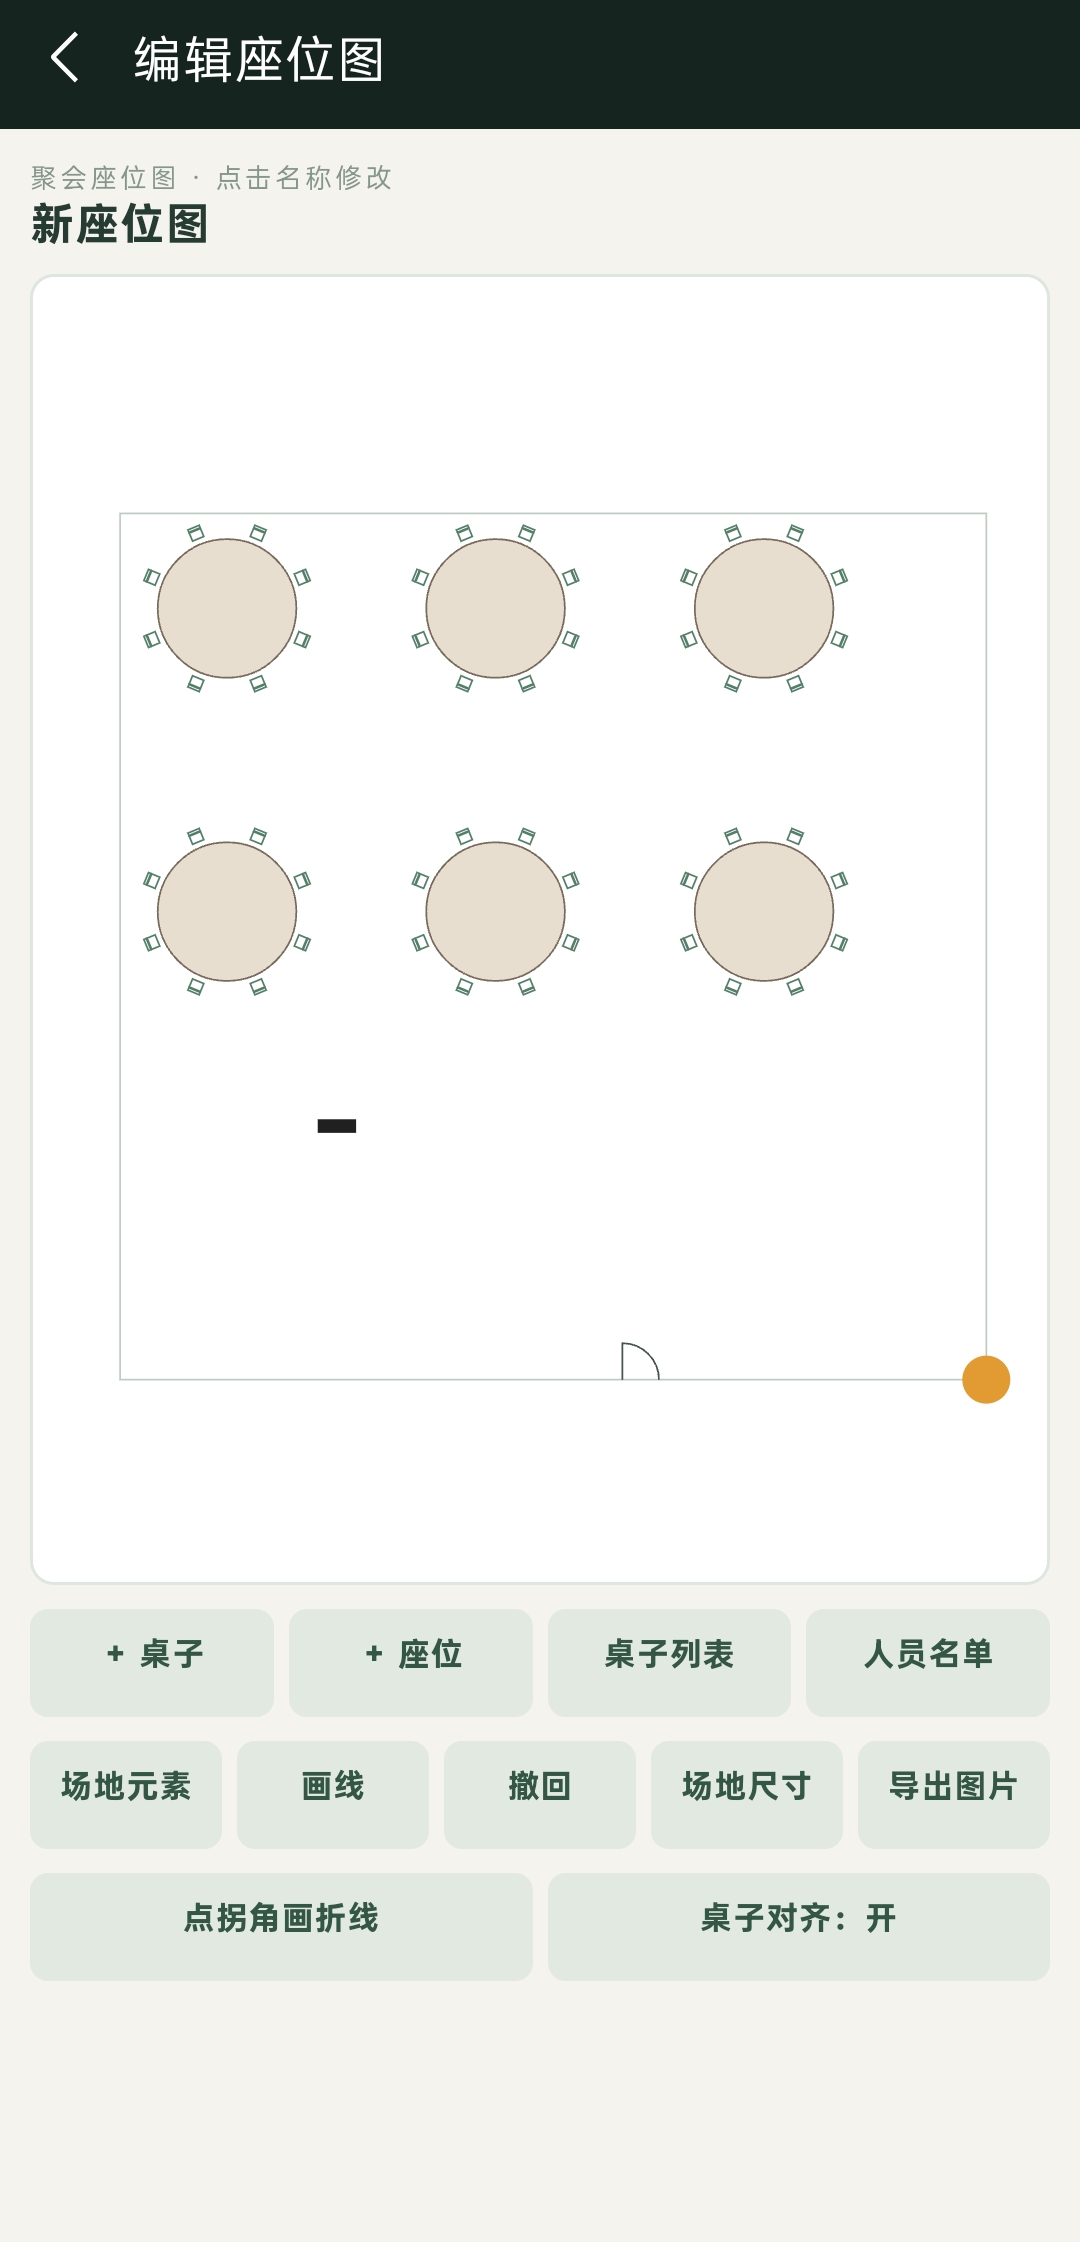 编辑座位图
聚会座位图 · 点击名称修改
新座位图
+ 桌子
+ 座位
桌子列表
人员名单
场地元素
画线
撤回
场地尺寸
导出图片
点拐角画折线
桌子对齐：开